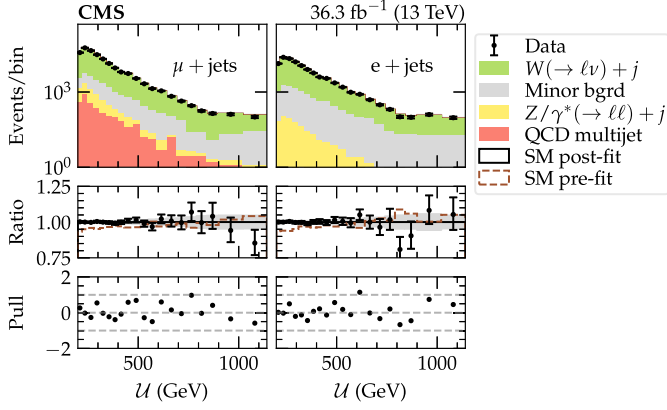 CMS 36.3 fb⁻¹ (13 TeV)
μ + jets
e + jets
Events/bin
10³
10⁰
Data
W(→ ℓν) + j
Minor bgrd
Z/γ*(→ ℓℓ) + j
QCD multijet
SM post-fit
SM pre-fit
Ratio
1.25
1.00
0.75
Pull
2
0
−2
500 1000 500 1000
𝒰 (GeV) 𝒰 (GeV)